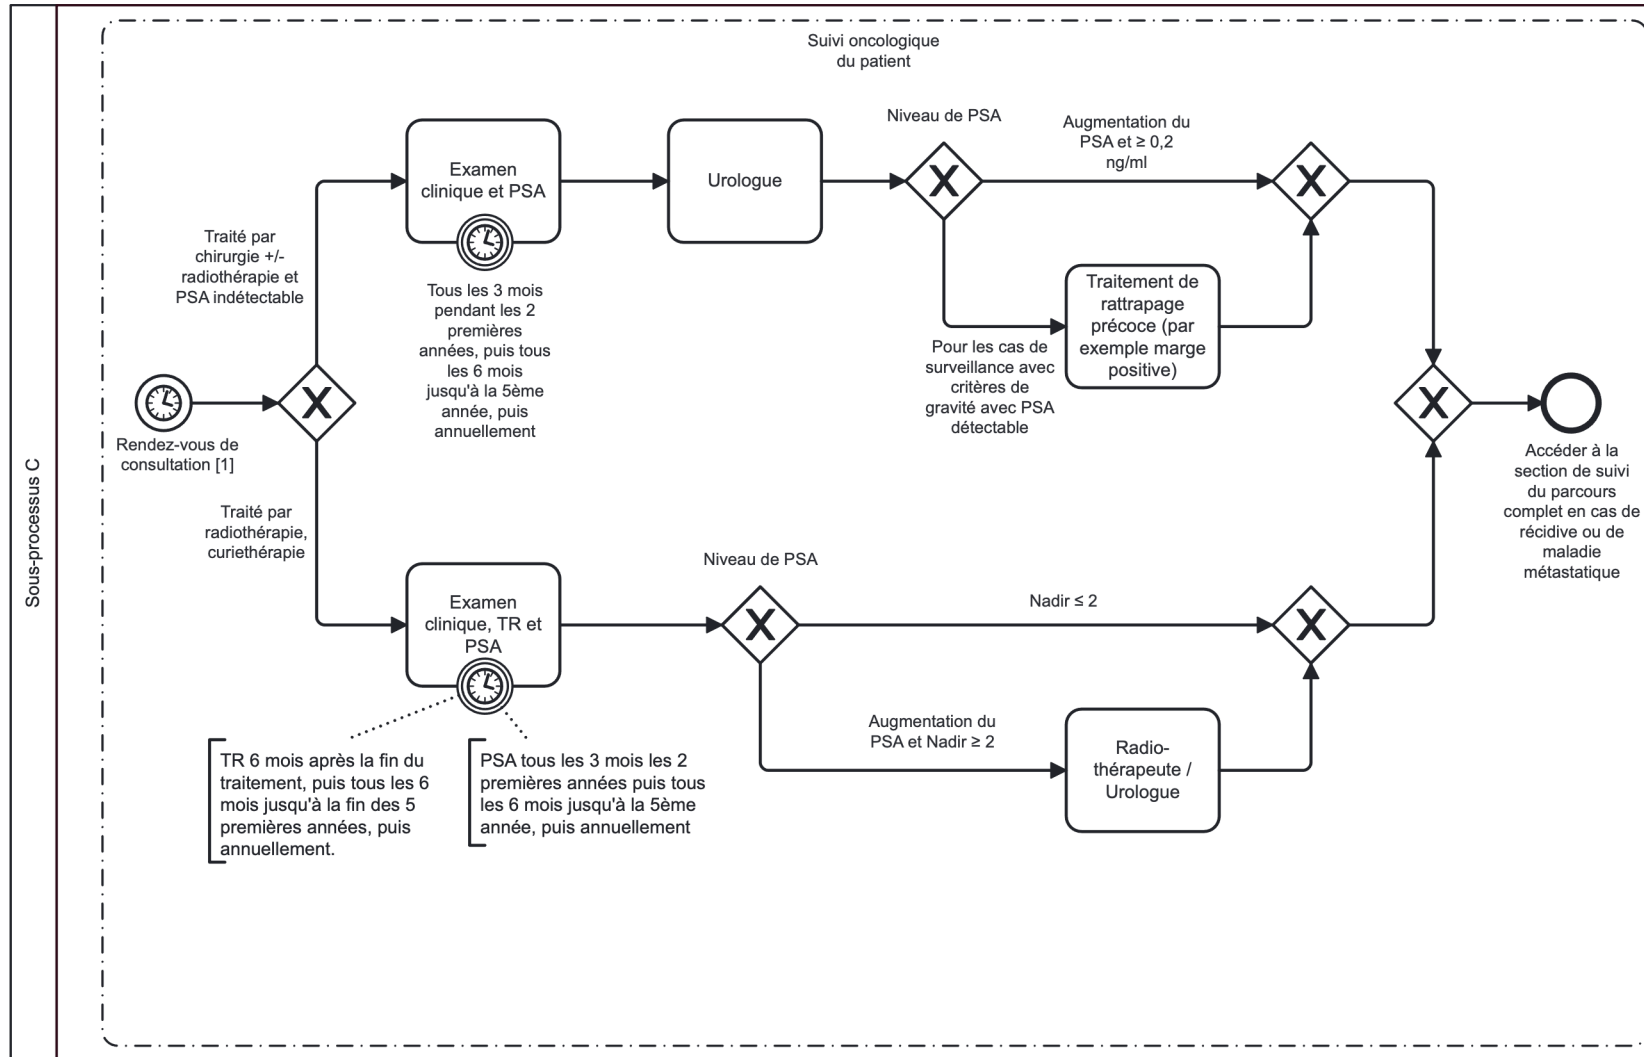 Sous-processus C
Suivi oncologique
du patient
Traité par
chirurgie +/-
radiothérapie et
PSA indétectable
Examen
clinique et PSA
Tous les 3 mois
pendant les 2
premières
années, puis tous
les 6 mois
jusqu'à la 5ème
année, puis
annuellement
Urologue
Niveau de PSA
Augmentation du
PSA et ≥ 0,2
ng/ml
Pour les cas de
surveillance avec
critères de
gravité avec PSA
détectable
Traitement de
rattrapage
précoce (par
exemple marge
positive)
Rendez-vous de
consultation [1]
X
X
X
X
Accéder à la
section de suivi
du parcours
complet en cas de
récidive ou de
maladie
métastatique
Traité par
radiothérapie,
curiethérapie
Examen
clinique, TR et
PSA
TR 6 mois après la fin du
traitement, puis tous les 6
mois jusqu'à la fin des 5
premières années, puis
annuellement.
PSA tous les 3 mois les 2
premières années puis tous
les 6 mois jusqu'à la 5ème
année, puis annuellement
Niveau de PSA
X
Nadir ≤ 2
X
Augmentation du
PSA et Nadir ≥ 2
Radio-
thérapeute /
Urologue